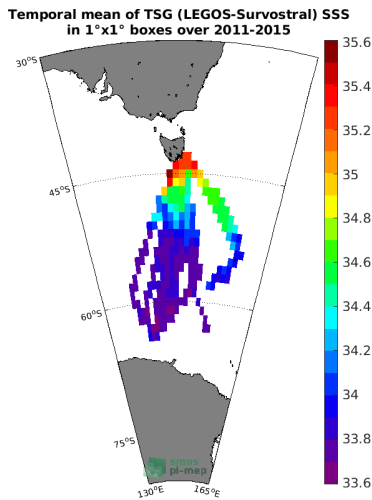 Temporal mean of TSG (LEGOS-Survostral) SSS
in 1°x1° boxes over 2011-2015
30°S
45°S
60°S
75°S
130°E
165°E
35.6
35.4
35.2
35
34.8
34.6
34.4
34.2
34
33.8
33.6
smos
pi-mep